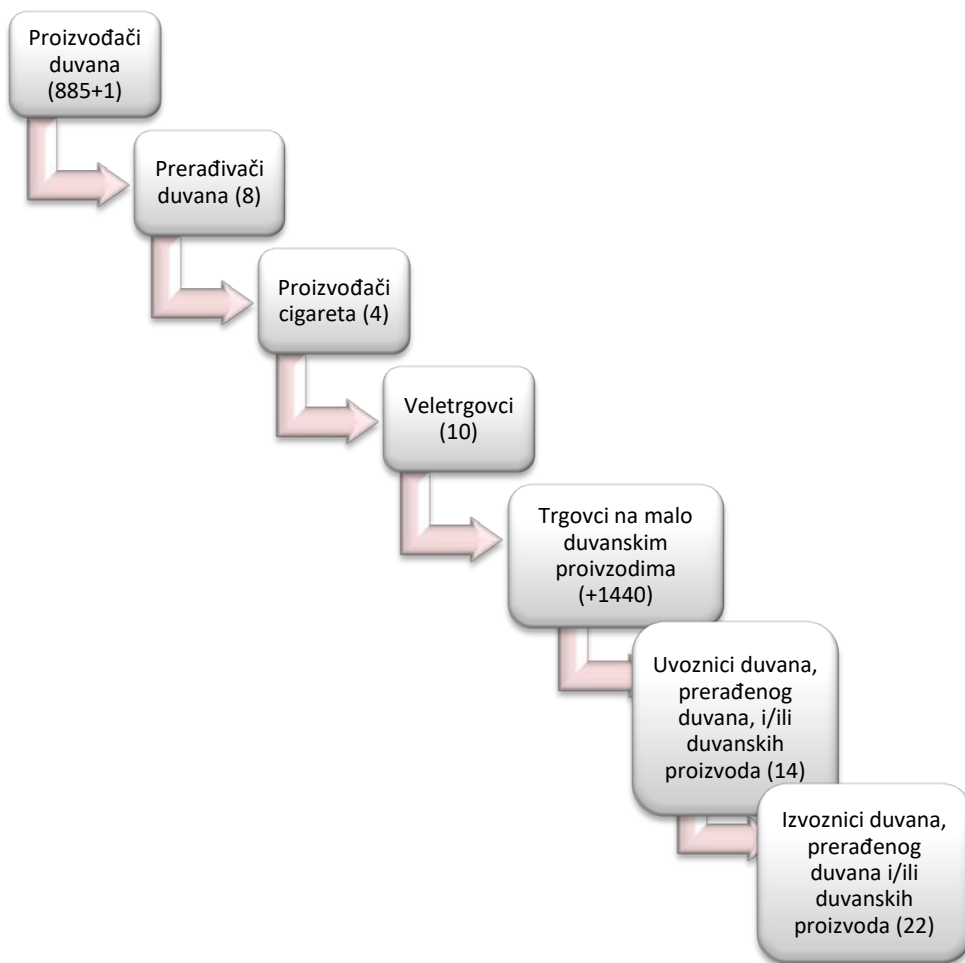 Proizvođači
duvana
(885+1)
Prerađivači
duvana (8)
Proizvođači
cigareta (4)
Veletrgovci
(10)
Trgovci na malo
duvanskim
proivzodima
(+1440)
Uvoznici duvana,
prerađenog
duvana, i/ili
duvanskih
proizvoda (14)
Izvoznici duvana,
prerađenog
duvana i/ili
duvanskih
proizvoda (22)